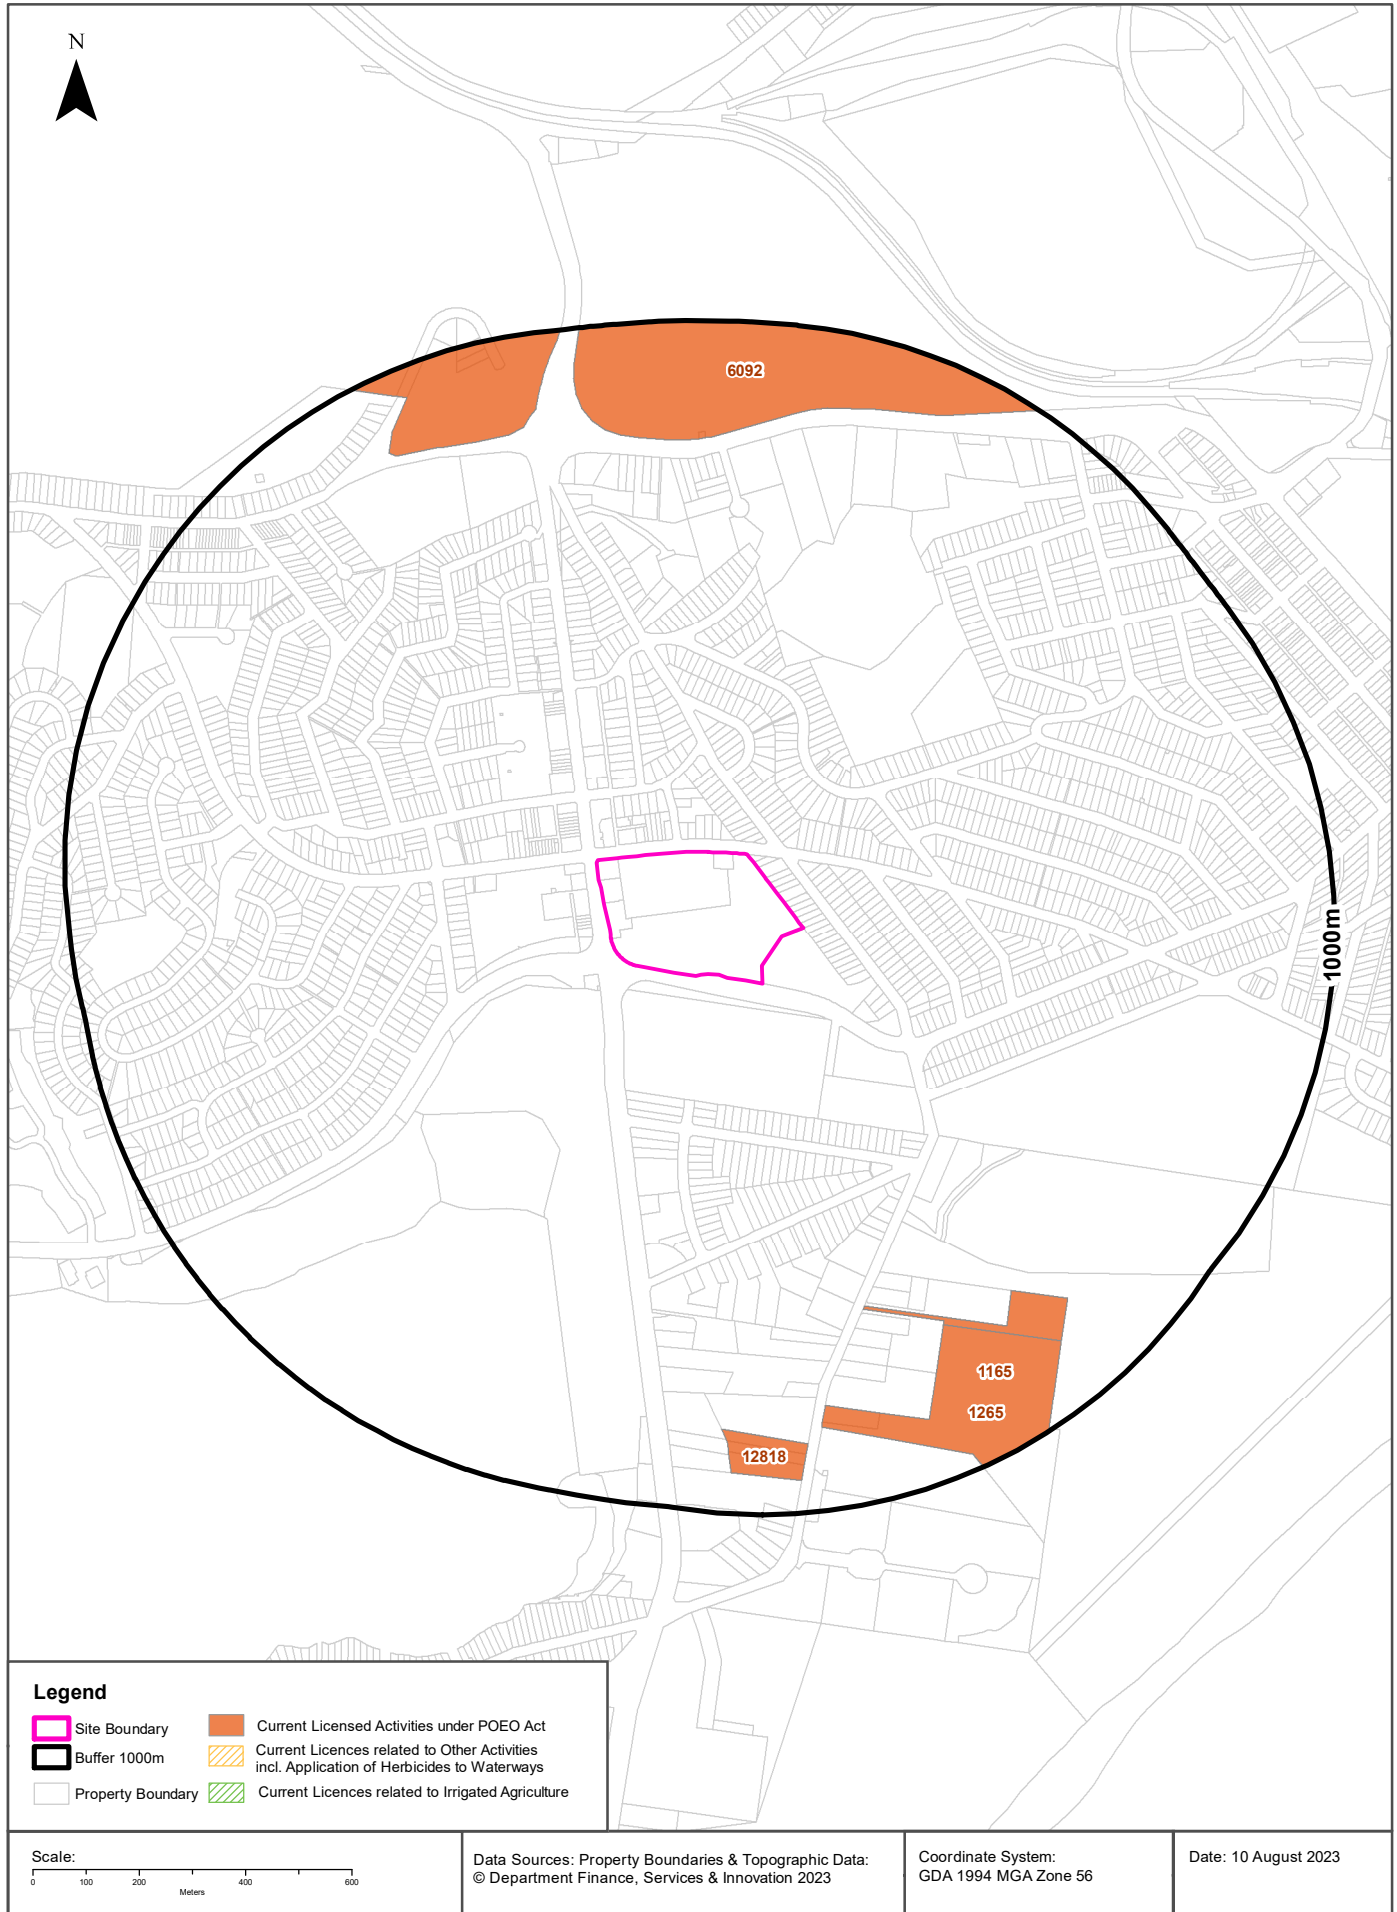 N
6092
1000m
1165
1265
12818
Legend
Site Boundary
Buffer 1000m
Property Boundary
Current Licensed Activities under POEO Act
Current Licences related to Other Activities
incl. Application of Herbicides to Waterways
Current Licences related to Irrigated Agriculture
Scale:
0 100 200 400 600
Meters
Data Sources: Property Boundaries & Topographic Data:
© Department Finance, Services & Innovation 2023
Coordinate System:
GDA 1994 MGA Zone 56
Date: 10 August 2023